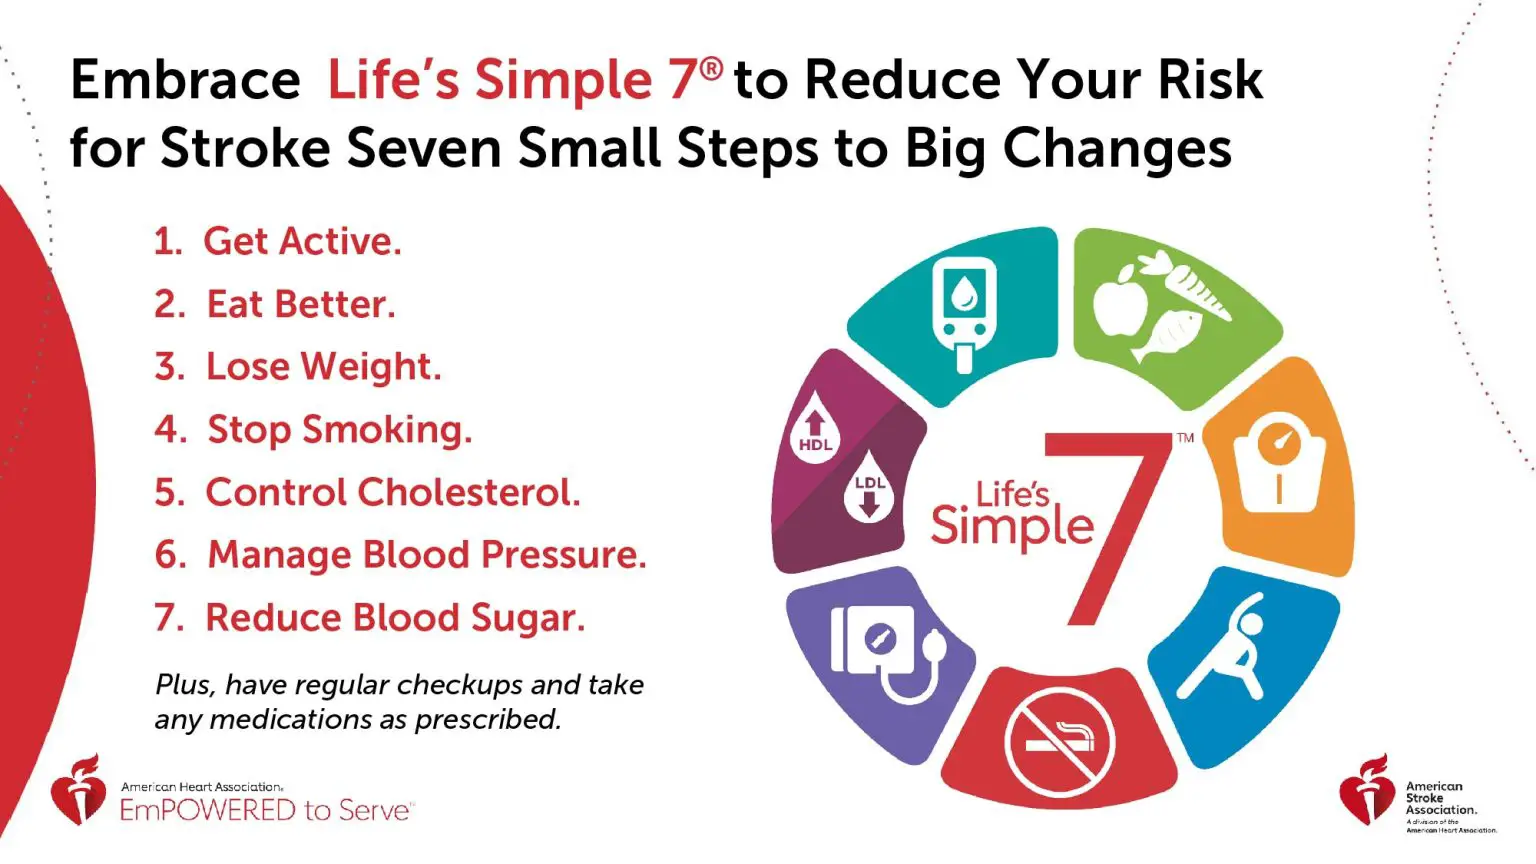 Embrace Life's Simple 7® to Reduce Your Risk
for Stroke Seven Small Steps to Big Changes
1. Get Active.
2. Eat Better.
3. Lose Weight.
4. Stop Smoking.
5. Control Cholesterol.
6. Manage Blood Pressure.
7. Reduce Blood Sugar.
Plus, have regular checkups and take
any medications as prescribed.
HDL
LDL
Life's
Simple 7™
American Heart Association®
EmPOWERED to Serve™
American
Stroke
Association.
A division of the
American Heart Association.